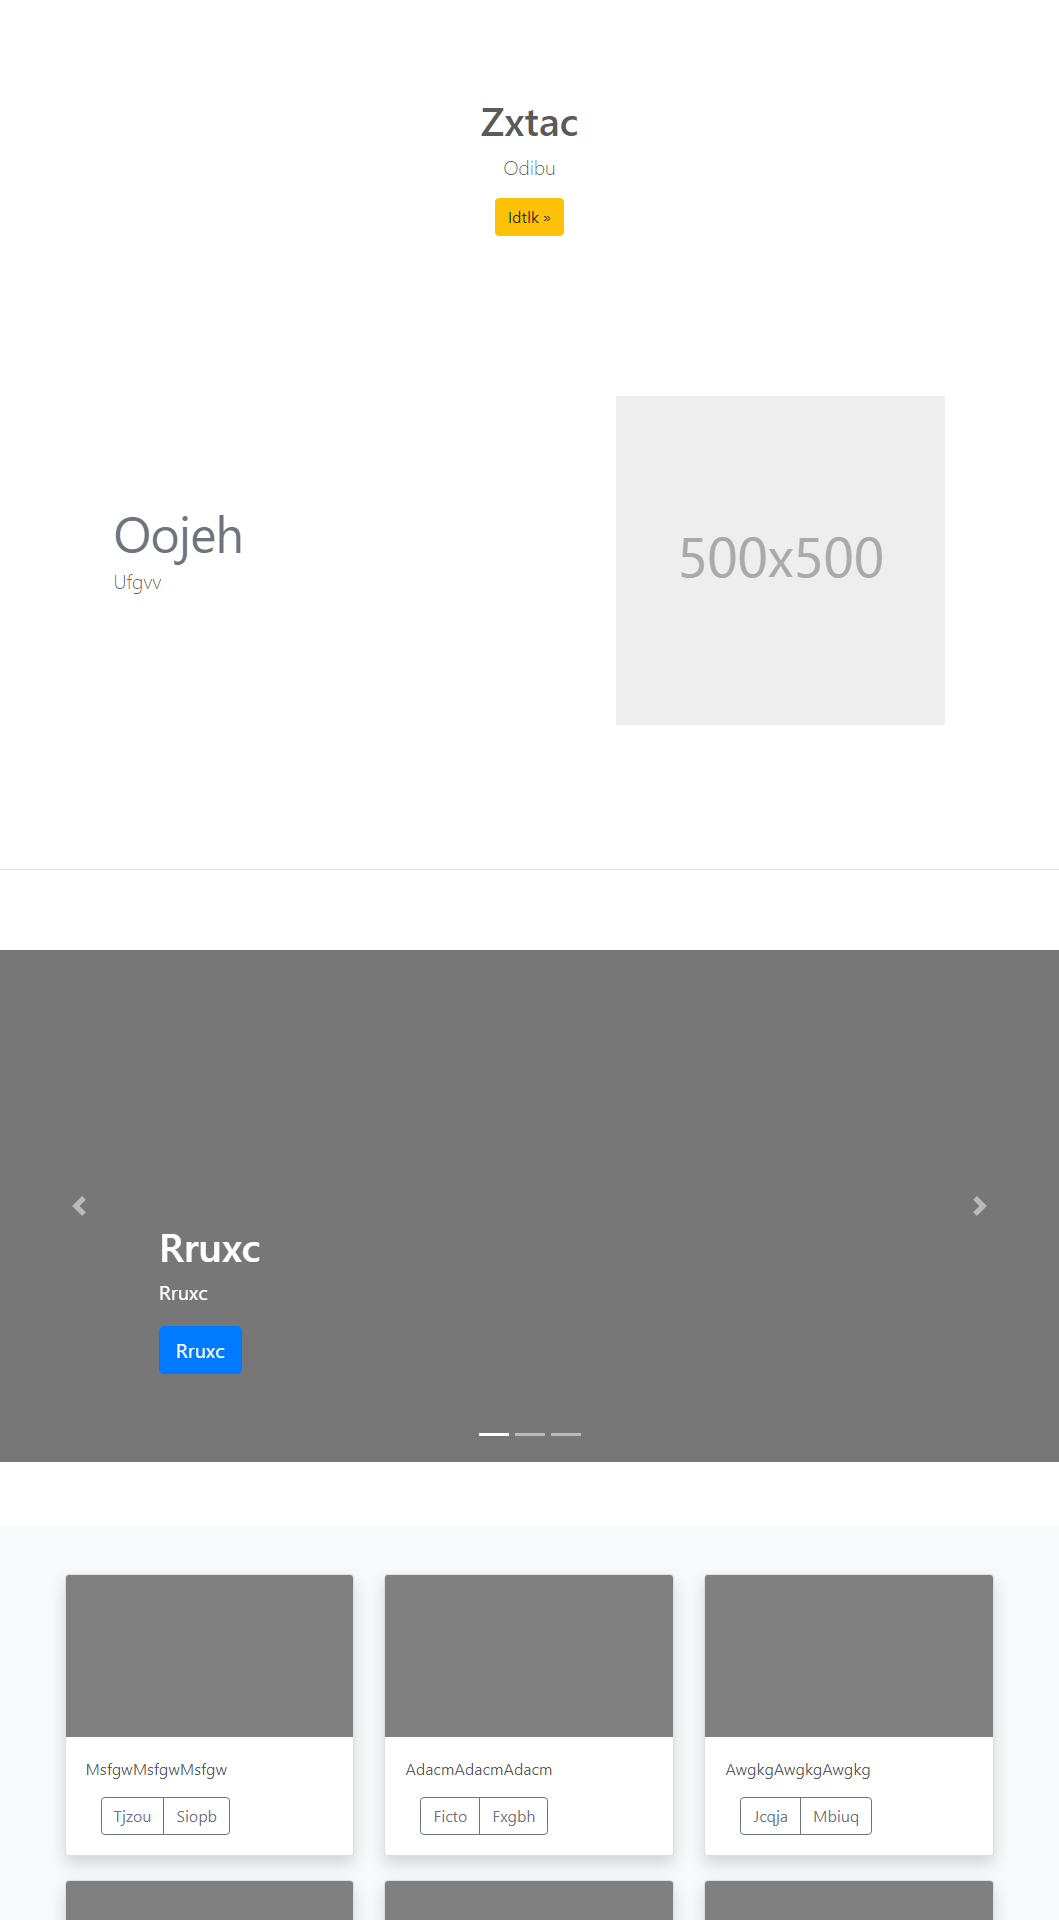 Zxtac
Odibu
Idtlk »
Oojeh
Ufgvv
500x500
Rruxc
Rruxc
Rruxc
MsfgwMsfgwMsfgw
Tjzou Siopb
AdacmAdacmAdacm
Ficto Fxgbh
AwgkgAwgkgAwgkg
Jcqja Mbiuq